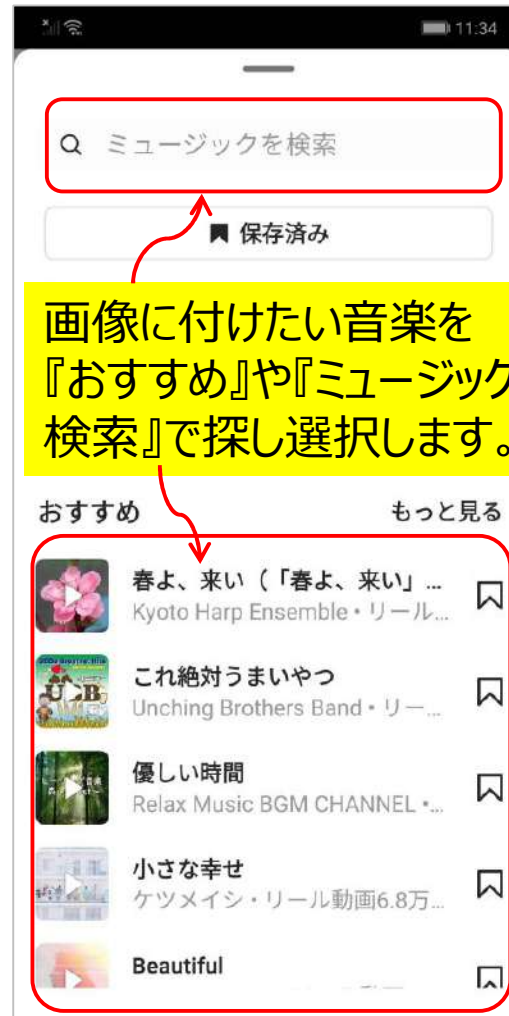 11:34
ミュージックを検索
保存済み
画像に付けたい音楽を
『おすすめ』や『ミュージック
検索』で探し選択します。
おすすめ
もっと見る
春よ、来い（「春よ、来い」...
Kyoto Harp Ensemble・リール...
これ絶対うまいやつ
Unching Brothers Band・リー...
優しい時間
Relax Music BGM CHANNEL・...
小さな幸せ
ケツメイシ・リール動画6.8万...
Beautiful